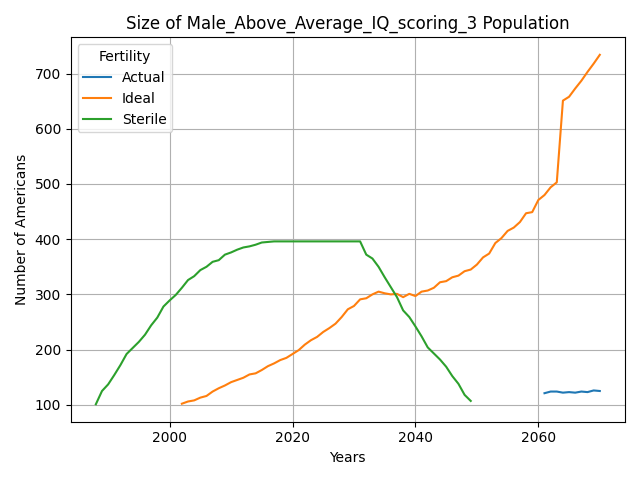 Size of Male_Above_Average_IQ_scoring_3 Population
Fertility
Actual
Ideal
Sterile
Number of Americans
700
600
500
400
300
200
100
2000
2020
2040
2060
Years